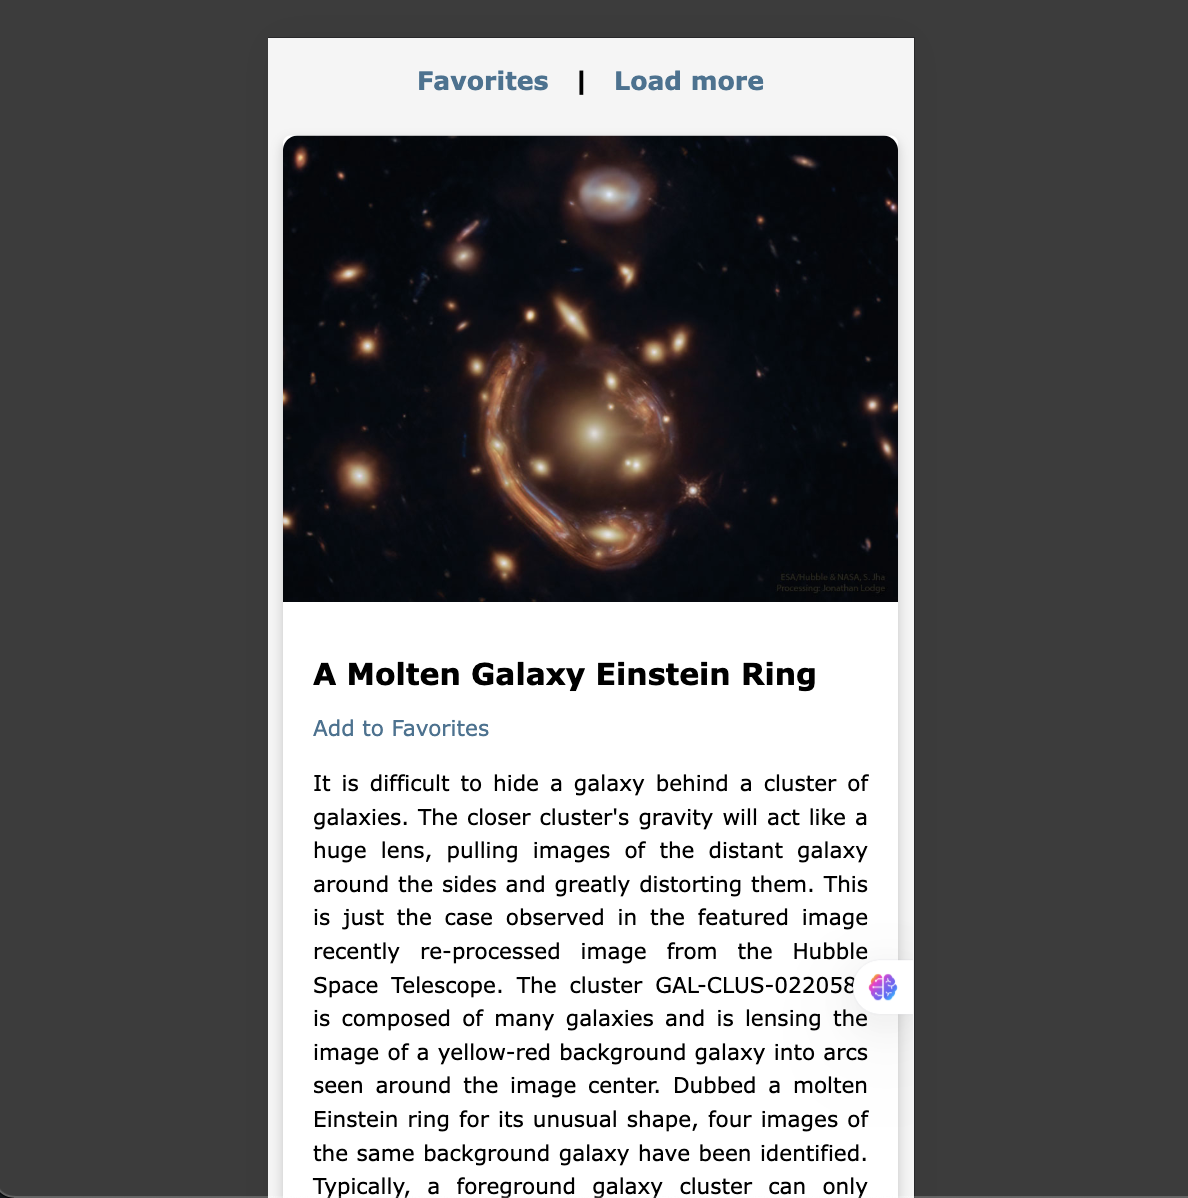 Favorites | Load more
ESA/Hubble & NASA, S. Jha
Processing: Jonathan Lodge
A Molten Galaxy Einstein Ring
Add to Favorites
It is difficult to hide a galaxy behind a cluster of
galaxies. The closer cluster's gravity will act like a
huge lens, pulling images of the distant galaxy
around the sides and greatly distorting them. This
is just the case observed in the featured image
recently re-processed image from the Hubble
Space Telescope. The cluster GAL-CLUS-022058
is composed of many galaxies and is lensing the
image of a yellow-red background galaxy into arcs
seen around the image center. Dubbed a molten
Einstein ring for its unusual shape, four images of
the same background galaxy have been identified.
Typically, a foreground galaxy cluster can only